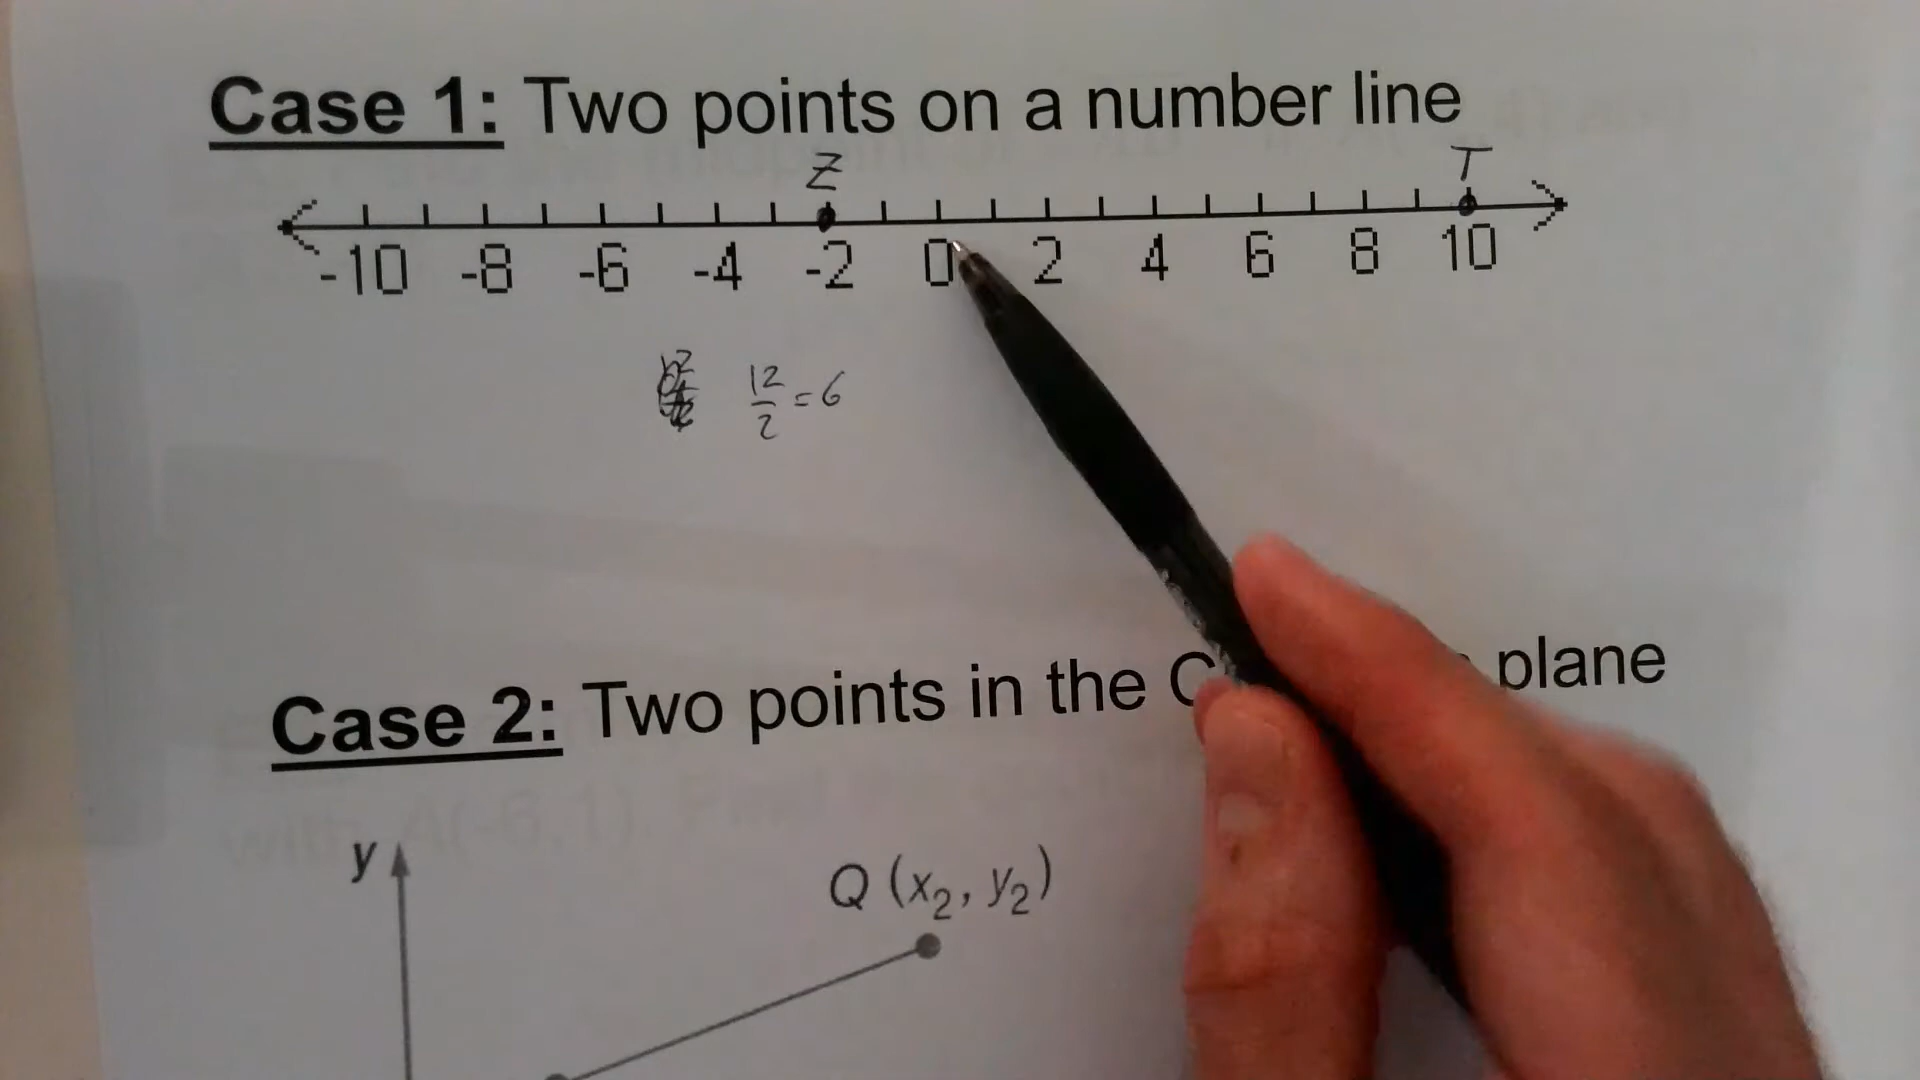 Case 1: Two points on a number line
Z T
-10 -8 -6 -4 -2 0 2 4 6 8 10
12/2 = 6
Case 2: Two points in the plane
y
Q (x₂, y₂)